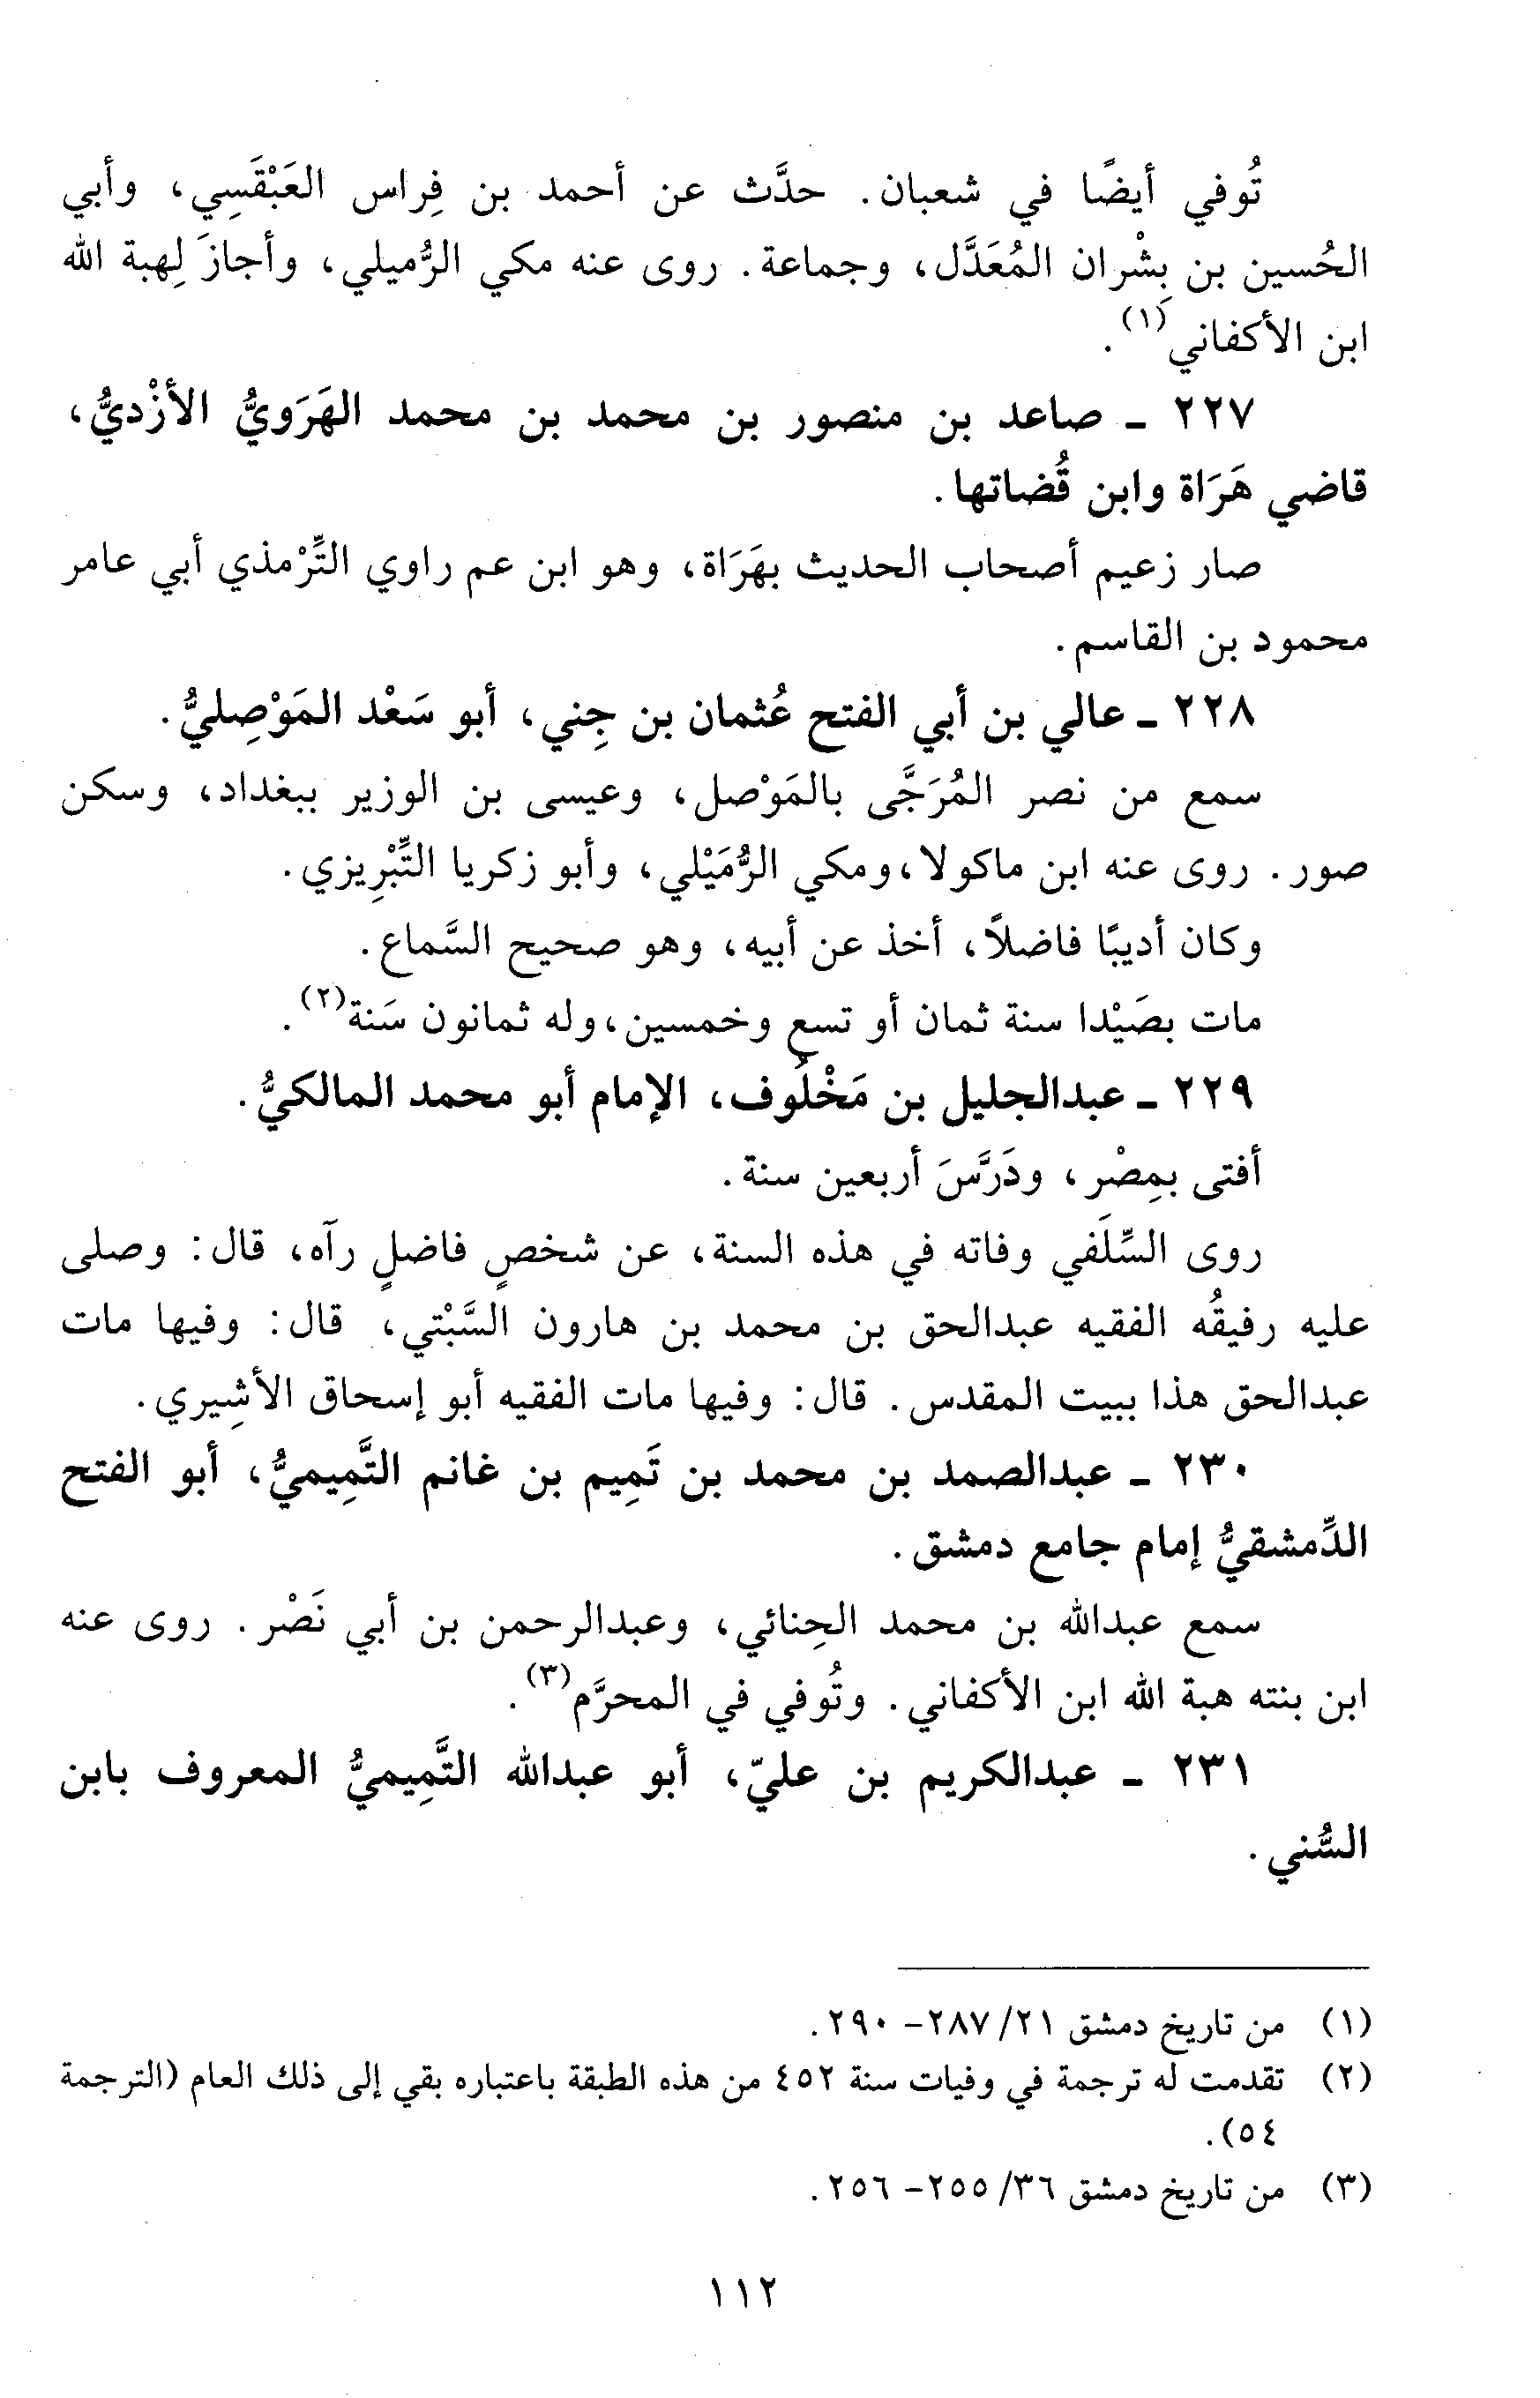 تُوفي أيضًا في شعبان. حدَّث عن أحمد بن فِراس العَبْقَسِي، وأبي
الحُسين بن بِشْران المُعَدَّل، وجماعة. روى عنه مكي الرُّميلي، وأجازَ لِهبة الله
ابن الأكفاني(١).
٢٢٧ ـ صاعد بن منصور بن محمد بن محمد الهَرَويُّ الأزْديُّ،
قاضي هَرَاة وابن قُضاتها.
صار زعيم أصحاب الحديث بهَرَاة، وهو ابن عم راوي التِّرْمذي أبي عامر
محمود بن القاسم.
٢٢٨ ـ عالي بن أبي الفتح عُثمان بن جِني، أبو سَعْد المَوْصِليُّ.
سمع من نصر المُرَجَّى بالمَوْصل، وعيسى بن الوزير ببغداد، وسكن
صور. روى عنه ابن ماكولا، ومكي الرُّمَيْلي، وأبو زكريا التِّبْرِيزي.
وكان أديبًا فاضلاً، أخذ عن أبيه، وهو صحيح السَّماع.
مات بصَيْدا سنة ثمان أو تسع وخمسين، وله ثمانون سَنة(٢).
٢٢٩ ـ عبدالجليل بن مَخْلُوف، الإمام أبو محمد المالكيُّ.
أفتى بمِصْر، ودَرَّسَ أربعين سنة.
روى السِّلَفي وفاته في هذه السنة، عن شخصٍ فاضلٍ رآه، قال: وصلى
عليه رفيقُه الفقيه عبدالحق بن محمد بن هارون السَّبْتي، قال: وفيها مات
عبدالحق هذا ببيت المقدس. قال: وفيها مات الفقيه أبو إسحاق الأشِيري.
٢٣٠ ـ عبدالصمد بن محمد بن تَمِيم بن غانم التَّمِيميُّ، أبو الفتح
الدِّمشقيُّ إمام جامع دمشق.
سمع عبدالله بن محمد الحِنائي، وعبدالرحمن بن أبي نَصْر. روى عنه
ابن بنته هبة الله ابن الأكفاني. وتُوفي في المحرَّم(٣).
٢٣١ ـ عبدالكريم بن عليّ، أبو عبدالله التَّمِيميُّ المعروف بابن
السُّني.
(١) من تاريخ دمشق ٢١/ ٢٨٧- ٢٩٠.
(٢) تقدمت له ترجمة في وفيات سنة ٤٥٢ من هذه الطبقة باعتباره بقي إلى ذلك العام (الترجمة
٥٤).
(٣) من تاريخ دمشق ٣٦/ ٢٥٥- ٢٥٦.
١١٢